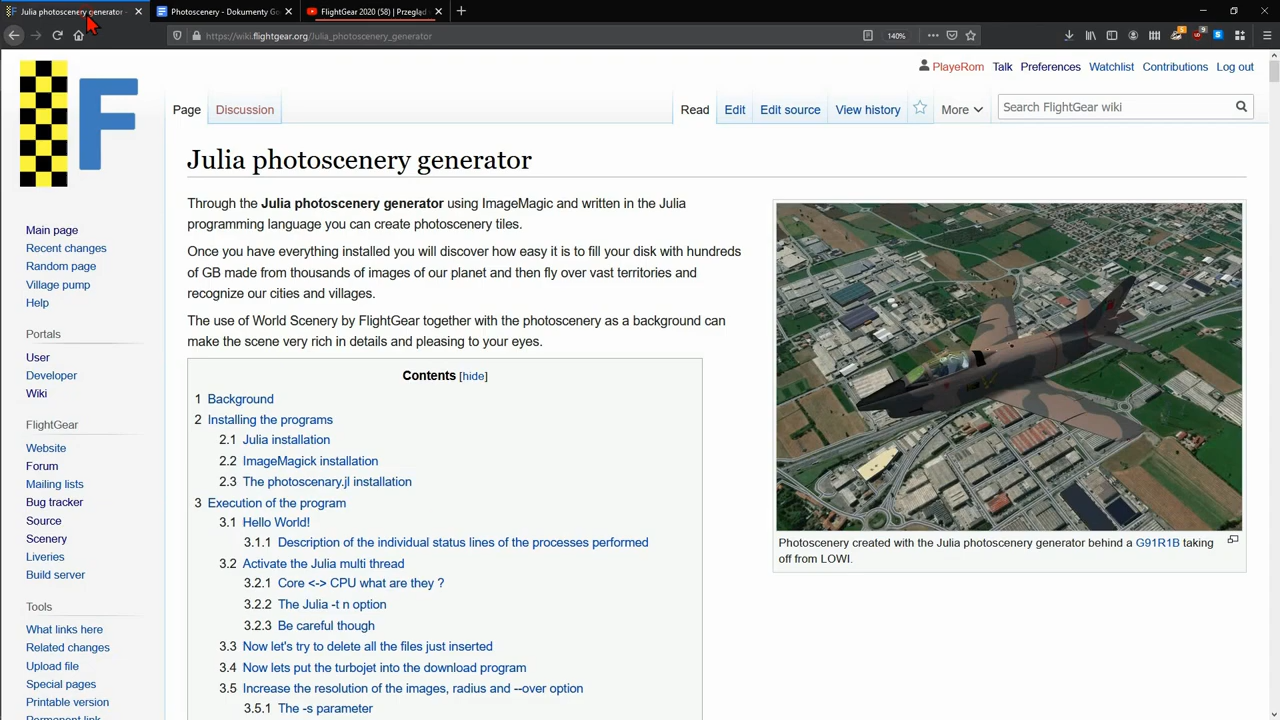 Julia photoscenery generator -
Photoscenery - Dokumenty Go
FlightGear 2020 (58) | Przegląd
https://wiki.flightgear.org/Julia_photoscenery_generator
140%
PlayeRom Talk Preferences Watchlist Contributions Log out
Page Discussion Read Edit Edit source View history More Search FlightGear wiki
F
Julia photoscenery generator
Through the Julia photoscenery generator using ImageMagic and written in the Julia
programming language you can create photoscenery tiles.
Once you have everything installed you will discover how easy it is to fill your disk with hundreds
of GB made from thousands of images of our planet and then fly over vast territories and
recognize our cities and villages.
The use of World Scenery by FlightGear together with the photoscenery as a background can
make the scene very rich in details and pleasing to your eyes.
Contents [hide]
1 Background
2 Installing the programs
2.1 Julia installation
2.2 ImageMagick installation
2.3 The photoscenary.jl installation
3 Execution of the program
3.1 Hello World!
3.1.1 Description of the individual status lines of the processes performed
3.2 Activate the Julia multi thread
3.2.1 Core <-> CPU what are they ?
3.2.2 The Julia -t n option
3.2.3 Be careful though
3.3 Now let's try to delete all the files just inserted
3.4 Now lets put the turbojet into the download program
3.5 Increase the resolution of the images, radius and --over option
3.5.1 The -s parameter
Photoscenery created with the Julia photoscenery generator behind a G91R1B taking
off from LOWI.
Main page
Recent changes
Random page
Village pump
Help
Portals
User
Developer
Wiki
FlightGear
Website
Forum
Mailing lists
Bug tracker
Source
Scenery
Liveries
Build server
Tools
What links here
Related changes
Upload file
Special pages
Printable version
Permanent link